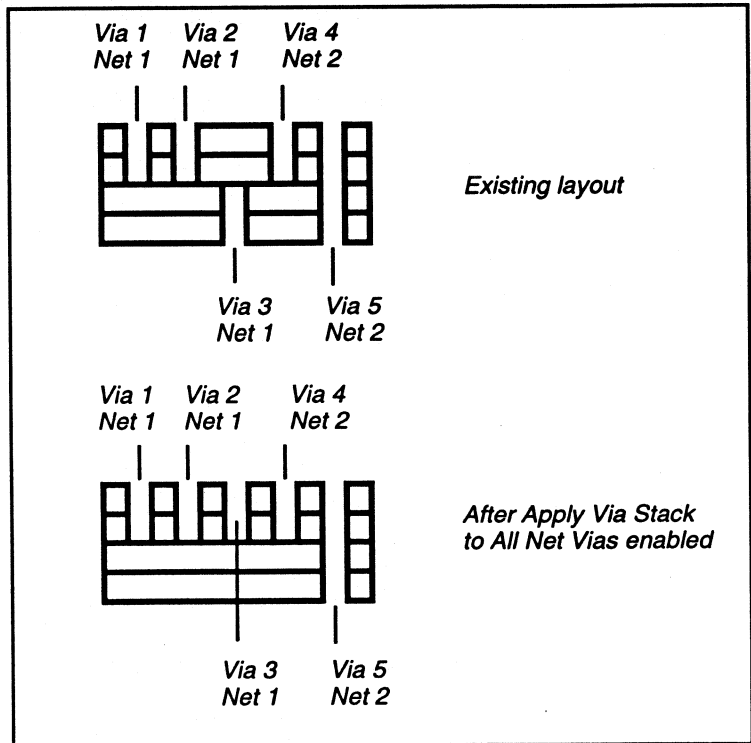 Via 1 Via 2 Via 4
Net 1 Net 1 Net 2
Existing layout
Via 3 Via 5
Net 1 Net 2
Via 1 Via 2 Via 4
Net 1 Net 1 Net 2
After Apply Via Stack
to All Net Vias enabled
Via 3 Via 5
Net 1 Net 2